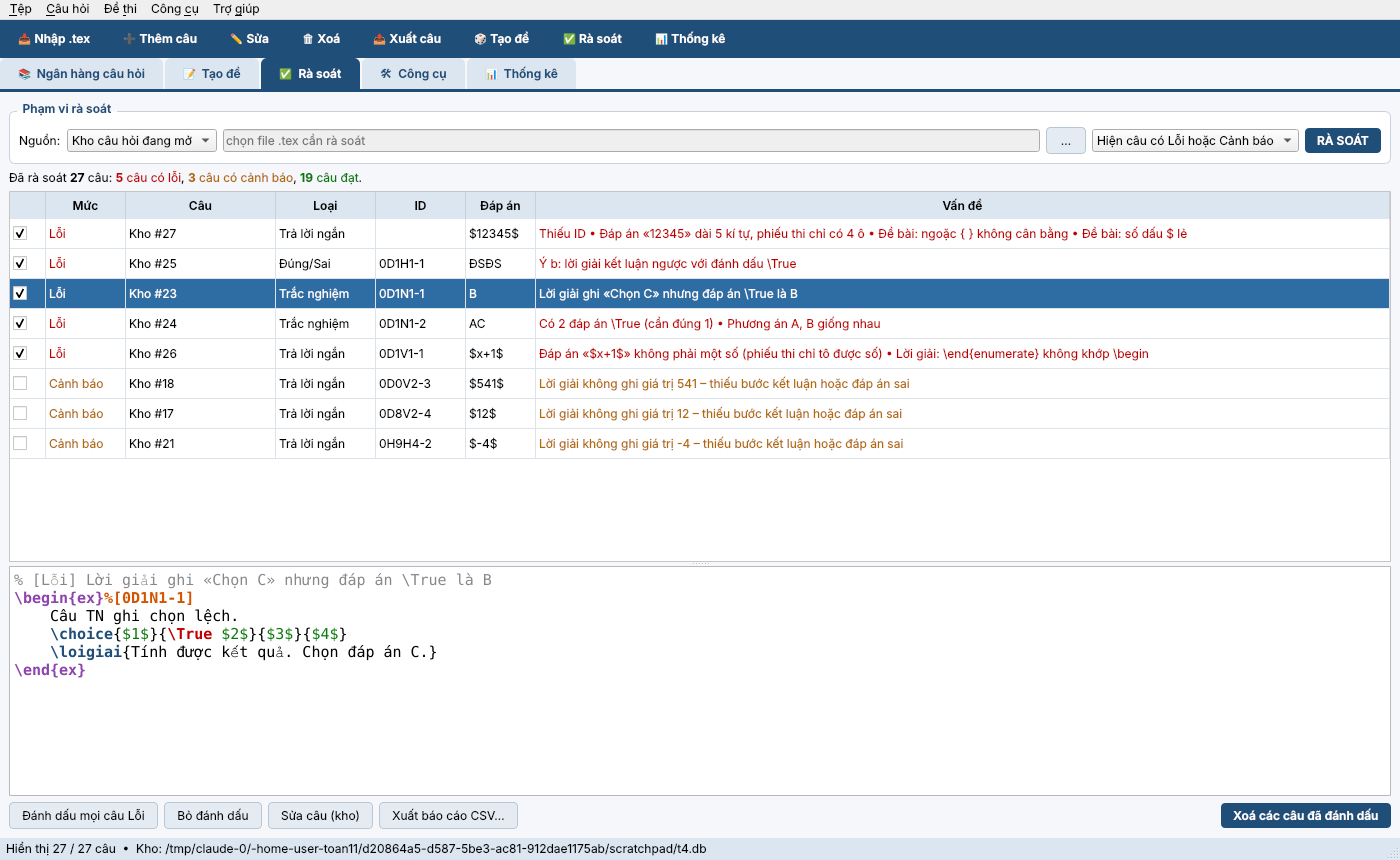 Tệp Câu hỏi Đề thi Công cụ Trợ giúp
Nhập .tex Thêm câu Sửa Xoá Xuất câu Tạo đề Rà soát Thống kê
Ngân hàng câu hỏi Tạo đề Rà soát Công cụ Thống kê
Phạm vi rà soát
Nguồn: Kho câu hỏi đang mở chọn file .tex cần rà soát ... Hiện câu có Lỗi hoặc Cảnh báo RÀ SOÁT
Đã rà soát 27 câu: 5 câu có lỗi, 3 câu có cảnh báo, 19 câu đạt.
Mức Câu Loại ID Đáp án Vấn đề
Lỗi Kho #27 Trả lời ngắn $12345$ Thiếu ID • Đáp án «12345» dài 5 kí tự, phiếu thi chỉ có 4 ô • Đề bài: ngoặc { } không cân bằng • Đề bài: số dấu $ lẻ
Lỗi Kho #25 Đúng/Sai 0D1H1-1 ĐSĐS Ý b: lời giải kết luận ngược với đánh dấu \True
Lỗi Kho #23 Trắc nghiệm 0D1N1-1 B Lời giải ghi «Chọn C» nhưng đáp án \True là B
Lỗi Kho #24 Trắc nghiệm 0D1N1-2 AC Có 2 đáp án \True (cần đúng 1) • Phương án A, B giống nhau
Lỗi Kho #26 Trả lời ngắn 0D1V1-1 $x+1$ Đáp án «$x+1$» không phải một số (phiếu thi chỉ tô được số) • Lời giải: \end{enumerate} không khớp \begin
Cảnh báo Kho #18 Trả lời ngắn 0D0V2-3 $541$ Lời giải không ghi giá trị 541 – thiếu bước kết luận hoặc đáp án sai
Cảnh báo Kho #17 Trả lời ngắn 0D8V2-4 $12$ Lời giải không ghi giá trị 12 – thiếu bước kết luận hoặc đáp án sai
Cảnh báo Kho #21 Trả lời ngắn 0H9H4-2 $-4$ Lời giải không ghi giá trị -4 – thiếu bước kết luận hoặc đáp án sai
% [Lỗi] Lời giải ghi «Chọn C» nhưng đáp án \True là B
\begin{ex}%[0D1N1-1]
Câu TN ghi chọn lệch.
\choice{$1$}{\True $2$}{$3$}{$4$}
\loigiai{Tính được kết quả. Chọn đáp án C.}
\end{ex}
Đánh dấu mọi câu Lỗi Bỏ đánh dấu Sửa câu (kho) Xuất báo cáo CSV... Xoá các câu đã đánh dấu
Hiển thị 27 / 27 câu • Kho: /tmp/claude-0/-home-user-toan11/d20864a5-d587-5be3-ac81-912dae1175ab/scratchpad/t4.db